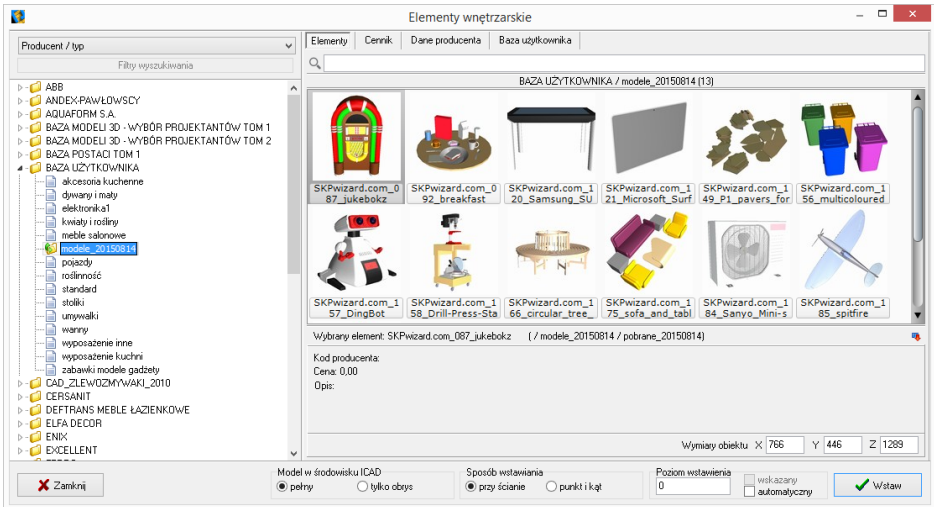 Elementy wnętrzarskie
Producent / typ
Filtry wyszukiwania
ABB
ANDEX-PAWŁOWSCY
AQUAFORM S.A.
BAZA MODELI 3D - WYBÓR PROJEKTANTÓW TOM 1
BAZA MODELI 3D - WYBÓR PROJEKTANTÓW TOM 2
BAZA POSTACI TOM 1
BAZA UŻYTKOWNIKA
akcesoria kuchenne
dywany i maty
elektronika1
kwiaty i rośliny
meble salonowe
modele_20150814
pojazdy
roślinność
standard
stoliki
umywalki
wanny
wyposażenie inne
wyposażenie kuchni
zabawki modele gadżety
CAD_ZLEWOZMYWAKI_2010
CERSANIT
DEFTRANS MEBLE ŁAZIENKOWE
ELFA DECOR
ENIX
EXCELLENT
Elementy Cennik Dane producenta Baza użytkownika
BAZA UŻYTKOWNIKA / modele_20150814 (13)
SKPwizard.com_0 SKPwizard.com_0 SKPwizard.com_1 SKPwizard.com_1 SKPwizard.com_1 SKPwizard.com_1
87_jukebokz 92_breakfast 20_Samsung_SU 21_Microsoft_Surf 49_P1_pavers_for 56_multicoloured
SKPwizard.com_1 SKPwizard.com_1 SKPwizard.com_1 SKPwizard.com_1 SKPwizard.com_1 SKPwizard.com_1
57_DingBot 58_Drill-Press-Sta 66_circular_tree_ 75_sofa_and_tabl 84_Sanyo_Mini-s 85_spitfire
Wybrany element: SKPwizard.com_087_jukebokz ( / modele_20150814 / pobrane_20150814)
Kod producenta:
Cena: 0,00
Opis:
Wymiary obiektu X 766 Y 446 Z 1289
Zamknij
Model w środowisku ICAD
pełny tylko obrys
Sposób wstawiania
przy ścianie punkt i kąt
Poziom wstawienia
0
wskazany
automatyczny
Wstaw